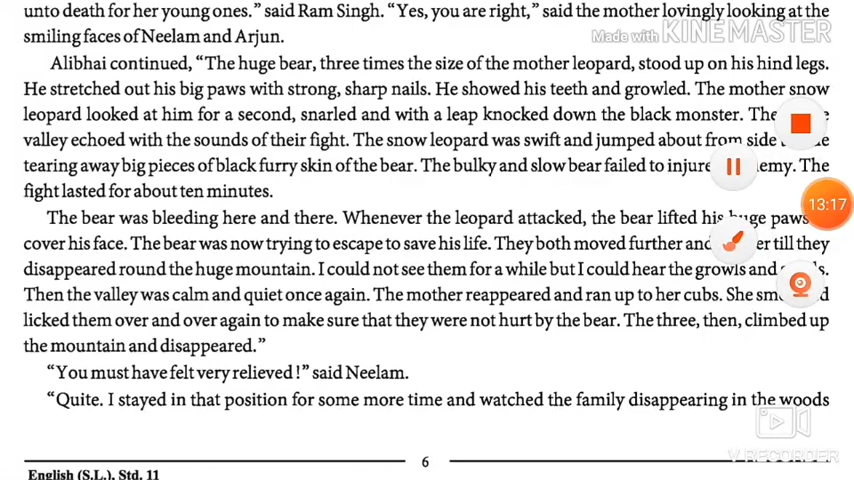 unto death for her young ones.” said Ram Singh. “Yes, you are right,” said the mother lovingly looking at the
smiling faces of Neelam and Arjun.
Made with KINEMASTER
Alibhai continued, “The huge bear, three times the size of the mother leopard, stood up on his hind legs.
He stretched out his big paws with strong, sharp nails. He showed his teeth and growled. The mother snow
leopard looked at him for a second, snarled and with a leap knocked down the black monster. The
valley echoed with the sounds of their fight. The snow leopard was swift and jumped about from side
tearing away big pieces of black furry skin of the bear. The bulky and slow bear failed to injure The
fight lasted for about ten minutes.
13:17
The bear was bleeding here and there. Whenever the leopard attacked, the bear lifted his huge paws
cover his face. The bear was now trying to escape to save his life. They both moved further and till they
disappeared round the huge mountain. I could not see them for a while but I could hear the growls and
Then the valley was calm and quiet once again. The mother reappeared and ran up to her cubs. She
licked them over and over again to make sure that they were not hurt by the bear. The three, then, climbed up
the mountain and disappeared.”
“You must have felt very relieved!” said Neelam.
“Quite. I stayed in that position for some more time and watched the family disappearing in the woods
V RECORDER
6
English (S.L.), Std. 11